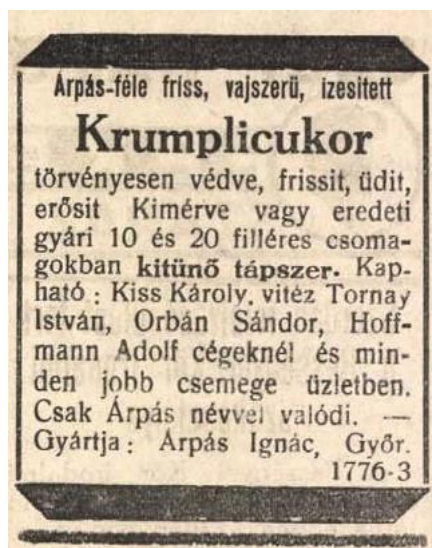 Arpás-féle friss, vajszerü, izesitett
Krumplicukor
törvényesen védve, frissit, üdit,
erősit Kimérve vagy eredeti
gyári 10 és 20 filléres csoma-
gokban kitünő tápszer. Kap-
ható : Kiss Károly, vitéz Tornay
István, Orbán Sándor, Hoff-
mann Adolf cégeknél és min-
den jobb csemege üzletben.
Csak Árpás névvel valódi. —
Gyártja : Arpás Ignác, Győr.
1776-3